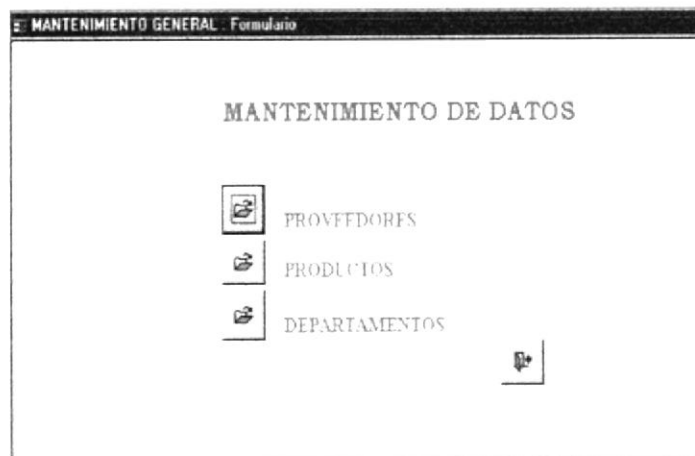 MANTENIMIENTO GENERAL : Formulario
MANTENIMIENTO DE DATOS
PROVEEDORES
PRODUCTOS
DEPARTAMENTOS